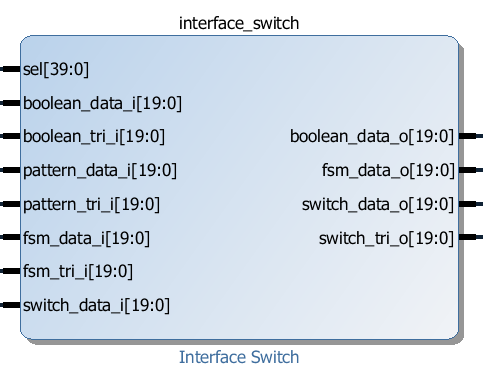 interface_switch
sel[39:0]
boolean_data_i[19:0]
boolean_tri_i[19:0]
boolean_data_o[19:0]
pattern_data_i[19:0]
fsm_data_o[19:0]
pattern_tri_i[19:0]
switch_data_o[19:0]
fsm_data_i[19:0]
switch_tri_o[19:0]
fsm_tri_i[19:0]
switch_data_i[19:0]
Interface Switch